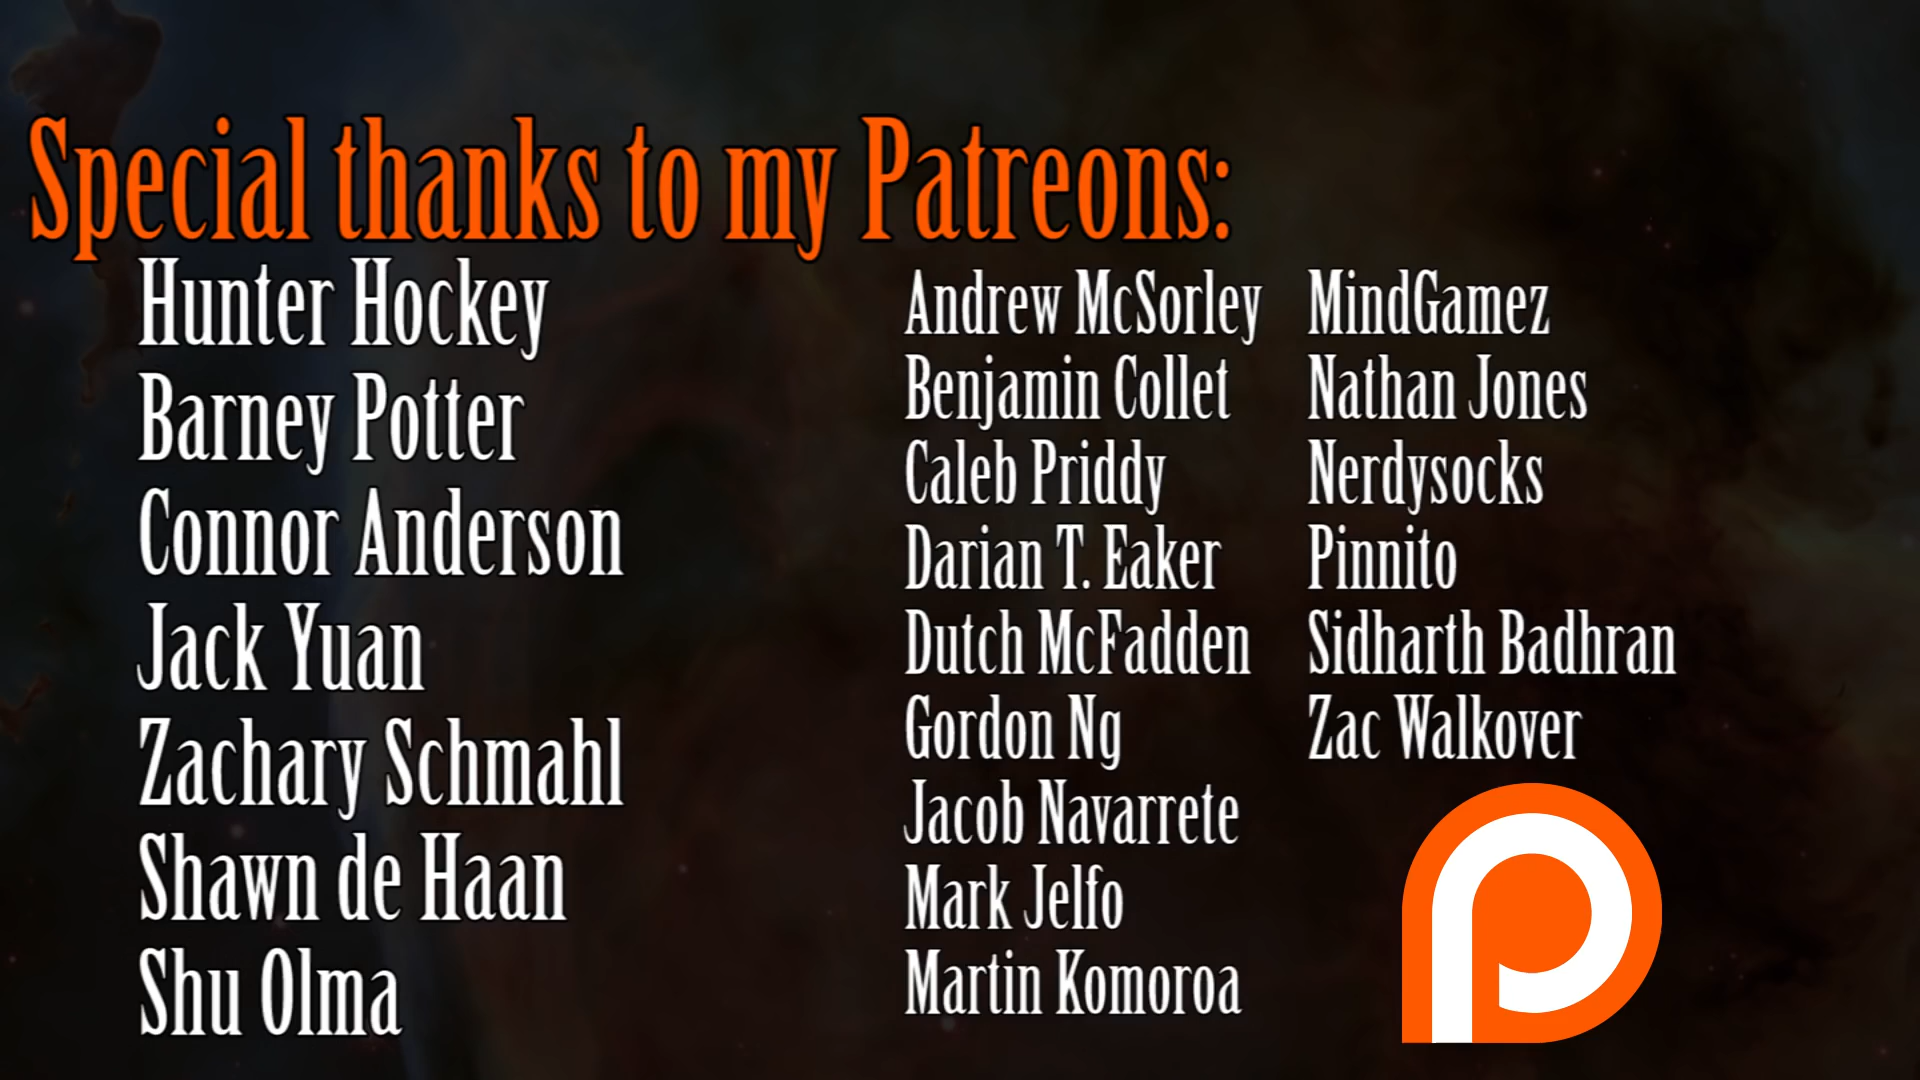 Special thanks to my Patreons:
Hunter Hockey
Barney Potter
Connor Anderson
Jack Yuan
Zachary Schmahl
Shawn de Haan
Shu Olma
Andrew McSorley
Benjamin Collet
Caleb Priddy
Darian T. Eaker
Dutch McFadden
Gordon Ng
Jacob Navarrete
Mark Jelfo
Martin Komoroa
MindGamez
Nathan Jones
Nerdysocks
Pinnito
Sidharth Badhran
Zac Walkover